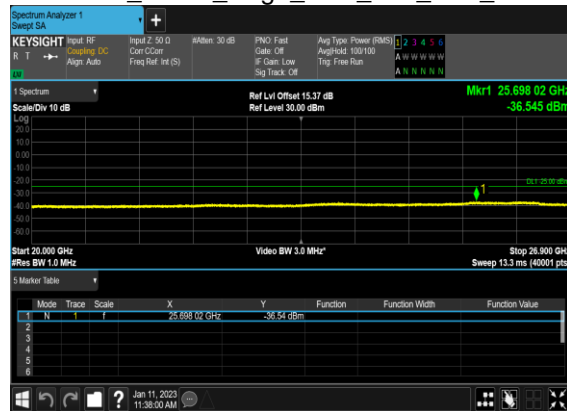 Spectrum Analyzer 1
Swept SA
+
KEYSIGHT Input: RF Input Z: 50 Ω #Atten: 30 dB PNO: Fast Avg Type: Power (RMS) 1 2 3 4 5 6
R T Coupling: DC Corr CCorr Gate: Off Avg|Hold: 100/100 A W W W W W
Align: Auto Freq Ref: Int (S) IF Gain: Low Trig: Free Run A N N N N N
Sig Track: Off
1 Spectrum Ref Lvl Offset 15.37 dB Mkr1 25.698 02 GHz
Scale/Div 10 dB Ref Level 30.00 dBm -36.545 dBm
Log
20.0
10.0
0.00
-10.0
-20.0 DL1 -25.00 dBm
-30.0 1
-40.0
-50.0
-60.0
Start 20.000 GHz Video BW 3.0 MHz* Stop 26.900 GHz
#Res BW 1.0 MHz Sweep 13.3 ms (40001 pts)
5 Marker Table
Mode Trace Scale X Y Function Function Width Function Value
1 N 1 f 25.698 02 GHz -36.54 dBm
2
3
4
5
6
? Jan 11, 2023
11:38:00 AM